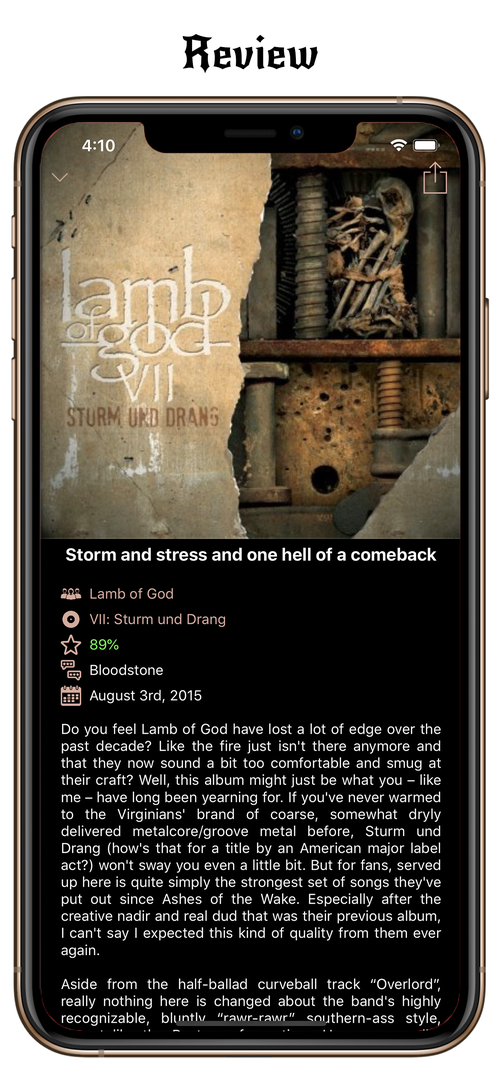 Review
4:10
lamb
of god
VII
STURM UND DRANG
Storm and stress and one hell of a comeback
Lamb of God
VII: Sturm und Drang
89%
Bloodstone
August 3rd, 2015
Do you feel Lamb of God have lost a lot of edge over the
past decade? Like the fire just isn't there anymore and
that they now sound a bit too comfortable and smug at
their craft? Well, this album might just be what you – like
me – have long been yearning for. If you've never warmed
to the Virginians' brand of coarse, somewhat dryly
delivered metalcore/groove metal before, Sturm und
Drang (how's that for a title by an American major label
act?) won't sway you even a little bit. But for fans, served
up here is quite simply the strongest set of songs they've
put out since Ashes of the Wake. Especially after the
creative nadir and real dud that was their previous album,
I can't say I expected this kind of quality from them ever
again.
Aside from the half-ballad curveball track “Overlord”,
really nothing here is changed about the band's highly
recognizable, bluntly “rawr-rawr” southern-ass style,